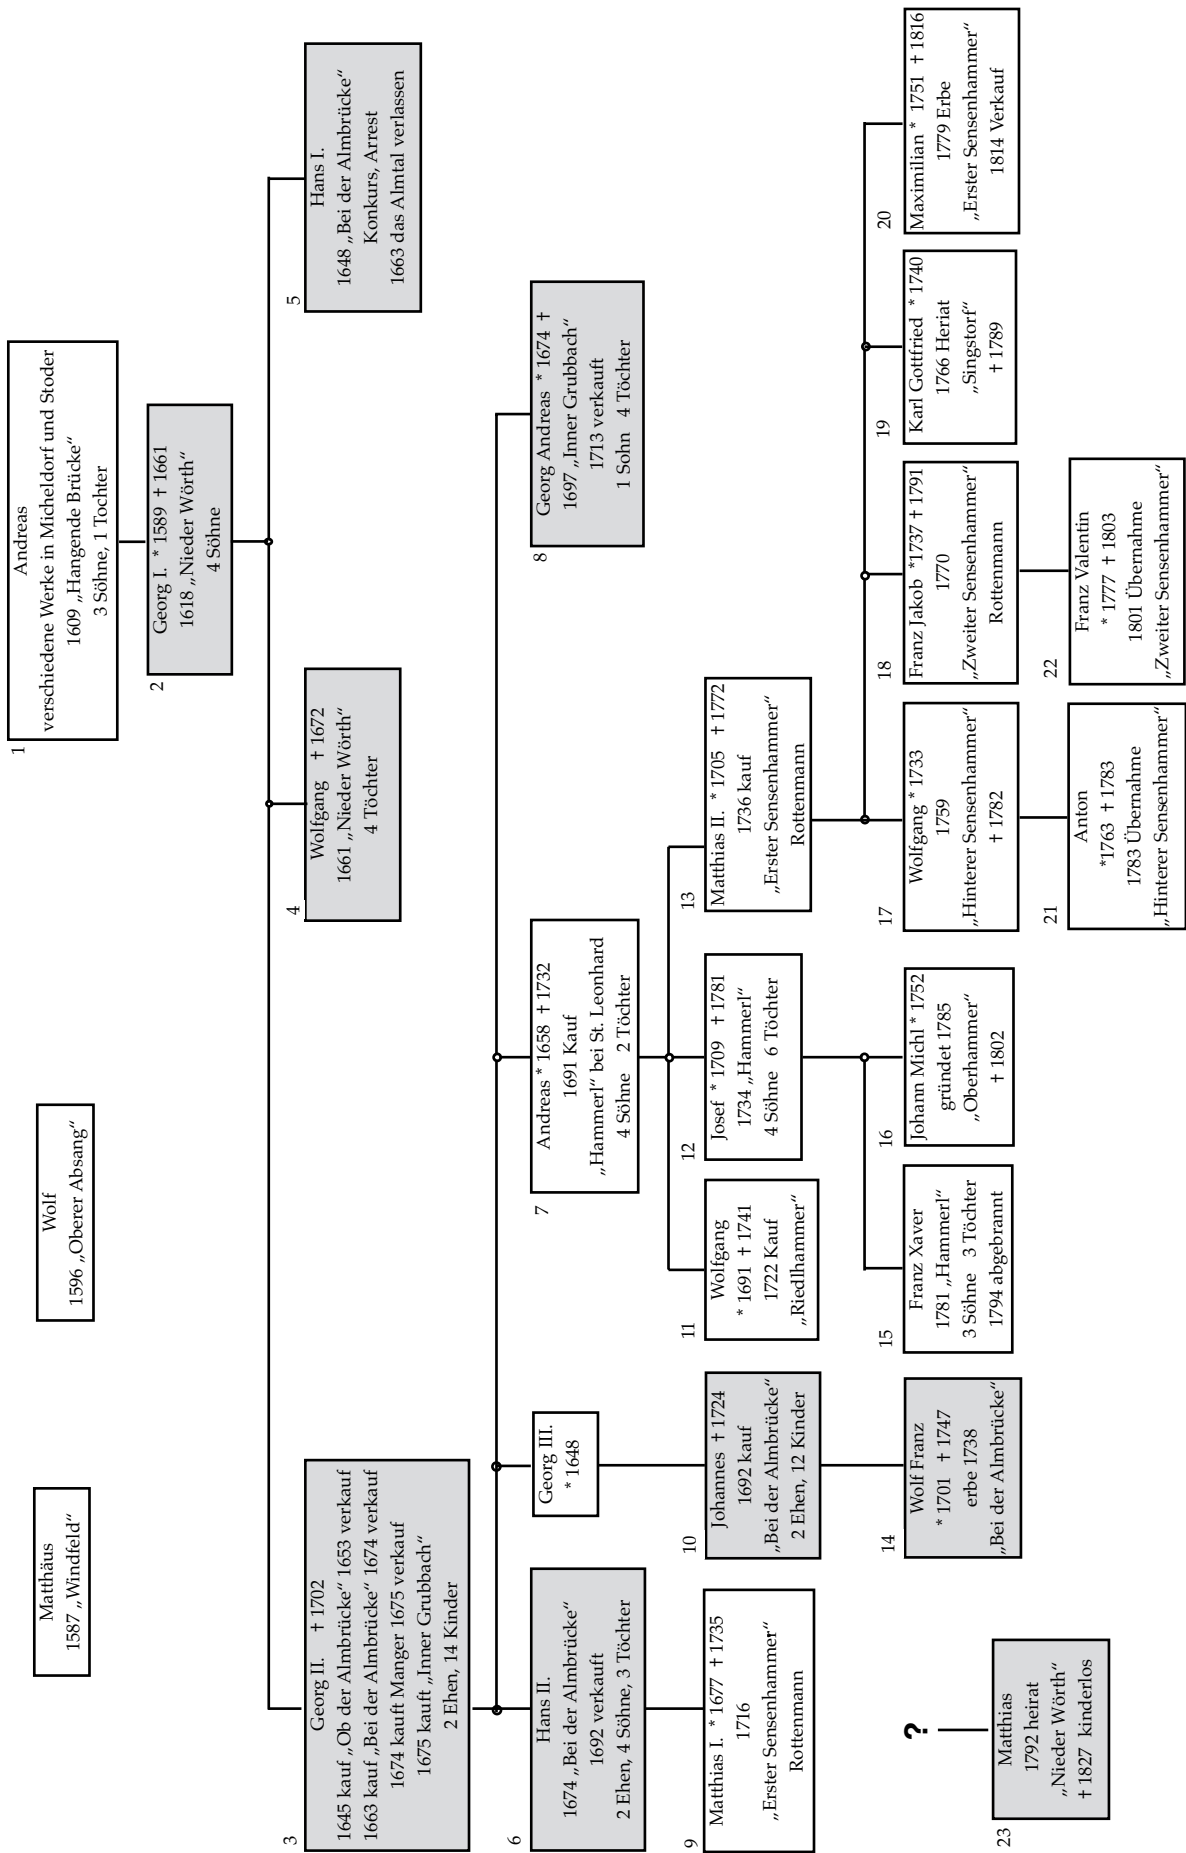 Matthäus
1587 „Windfeld“
Wolf
1596 „Oberer Absang“
1
Andreas
verschiedene Werke in Micheldorf und Stoder
1609 „Hangende Brücke“
3 Söhne, 1 Tochter
2
Georg I. * 1589 † 1661
1618 „Nieder Wörth“
4 Söhne
3
Georg II. † 1702
1645 kauf „Ob der Almbrücke“ 1653 verkauf
1663 kauf „Bei der Almbrücke“ 1674 verkauf
1674 kauft Manger 1675 verkauf
1675 kauft „Inner Grubbach“
2 Ehen, 14 Kinder
4
Wolfgang † 1672
1661 „Nieder Wörth“
4 Töchter
5
Hans I.
1648 „Bei der Almbrücke“
Konkurs, Arrest
1663 das Almtal verlassen
6
Hans II.
1674 „Bei der Almbrücke“
1692 verkauft
2 Ehen, 4 Söhne, 3 Töchter
Georg III.
* 1648
7
Andreas * 1658 † 1732
1691 Kauf
„Hammerl“ bei St. Leonhard
4 Söhne 2 Töchter
8
Georg Andreas * 1674 †
1697 „Inner Grubbach“
1713 verkauft
1 Sohn 4 Töchter
9
Matthias I. * 1677 † 1735
1716
„Erster Sensenhammer“
Rottenmann
10
Johannes † 1724
1692 kauf
„Bei der Almbrücke“
2 Ehen, 12 Kinder
11
Wolfgang
* 1691 † 1741
1722 Kauf
„Riedlhammer“
12
Josef * 1709 † 1781
1734 „Hammerl“
4 Söhne 6 Töchter
13
Matthias II. * 1705 † 1772
1736 kauf
„Erster Sensenhammer“
Rottenmann
14
Wolf Franz
* 1701 † 1747
erbe 1738
„Bei der Almbrücke“
15
Franz Xaver
1781 „Hammerl“
3 Söhne 3 Töchter
1794 abgebrannt
16
Johann Michl * 1752
gründet 1785
„Oberhammer“
† 1802
17
Wolfgang * 1733
1759
„Hinterer Sensenhammer“
† 1782
18
Franz Jakob *1737 † 1791
1770
„Zweiter Sensenhammer“
Rottenmann
19
Karl Gottfried * 1740
1766 Heriat
„Singstorf“
† 1789
20
Maximilian * 1751 † 1816
1779 Erbe
„Erster Sensenhammer“
1814 Verkauf
?
23
Matthias
1792 heirat
„Nieder Wörth“
† 1827 kinderlos
21
Anton
*1763 † 1783
1783 Übernahme
„Hinterer Sensenhammer“
22
Franz Valentin
* 1777 † 1803
1801 Übernahme
„Zweiter Sensenhammer“